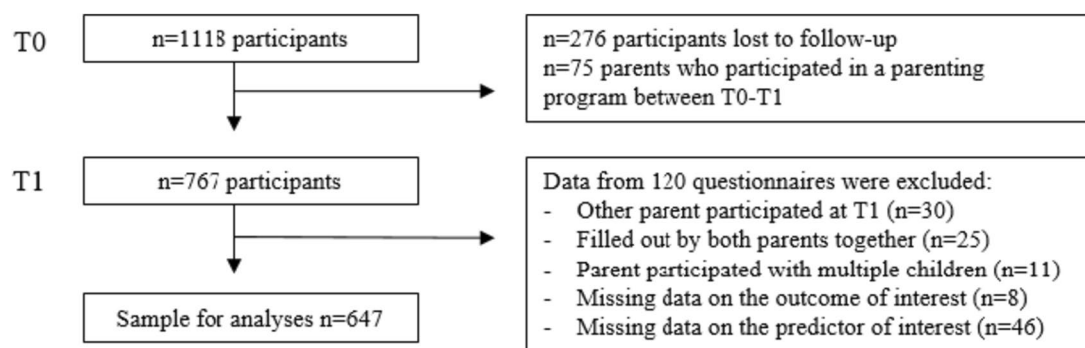 T0
n=1118 participants
n=276 participants lost to follow-up
n=75 parents who participated in a parenting
program between T0-T1
T1
n=767 participants
Data from 120 questionnaires were excluded:
- Other parent participated at T1 (n=30)
- Filled out by both parents together (n=25)
- Parent participated with multiple children (n=11)
- Missing data on the outcome of interest (n=8)
- Missing data on the predictor of interest (n=46)
Sample for analyses n=647